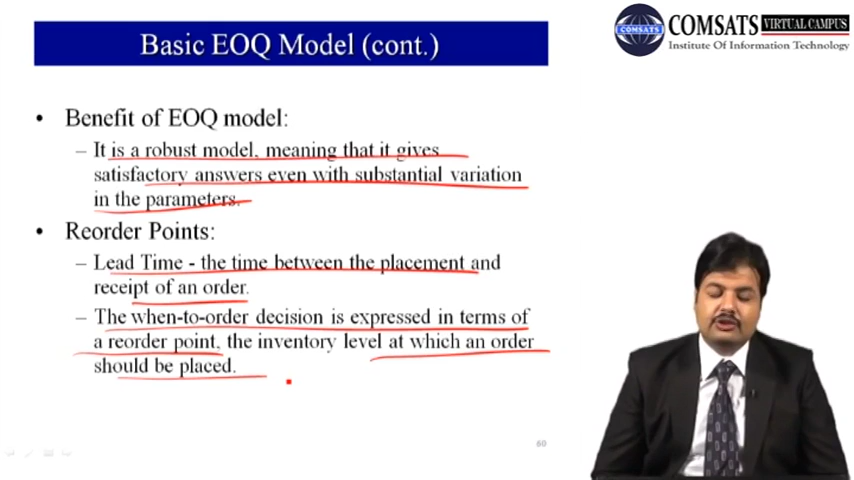 Basic EOQ Model (cont.)
COMSATS VIRTUAL CAMPUS
Institute Of Information Technology
COMSATS
• Benefit of EOQ model:
– It is a robust model, meaning that it gives
satisfactory answers even with substantial variation
in the parameters.
• Reorder Points:
– Lead Time - the time between the placement and
receipt of an order.
– The when-to-order decision is expressed in terms of
a reorder point, the inventory level at which an order
should be placed.
60